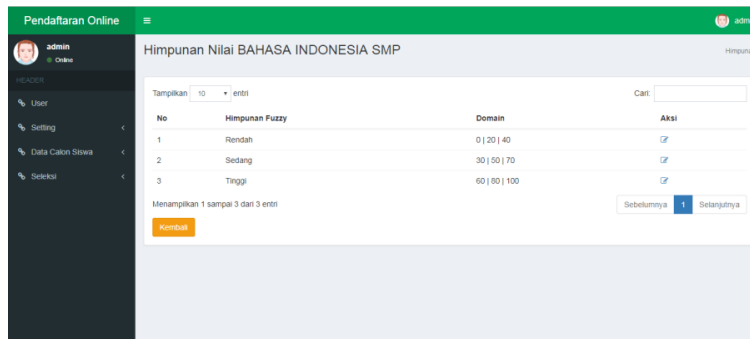 Pendaftaran Online
adm
admin
Online
Himpunan Nilai BAHASA INDONESIA SMP
Himpuna
HEADER
User
Setting
Data Calon Siswa
Seleksi
Tampilkan 10 entri
Cari:
No Himpunan Fuzzy Domain Aksi
1 Rendah 0 | 20 | 40
2 Sedang 30 | 50 | 70
3 Tinggi 60 | 80 | 100
Menampilkan 1 sampai 3 dari 3 entri
Sebelumnya 1 Selanjutnya
Kembali